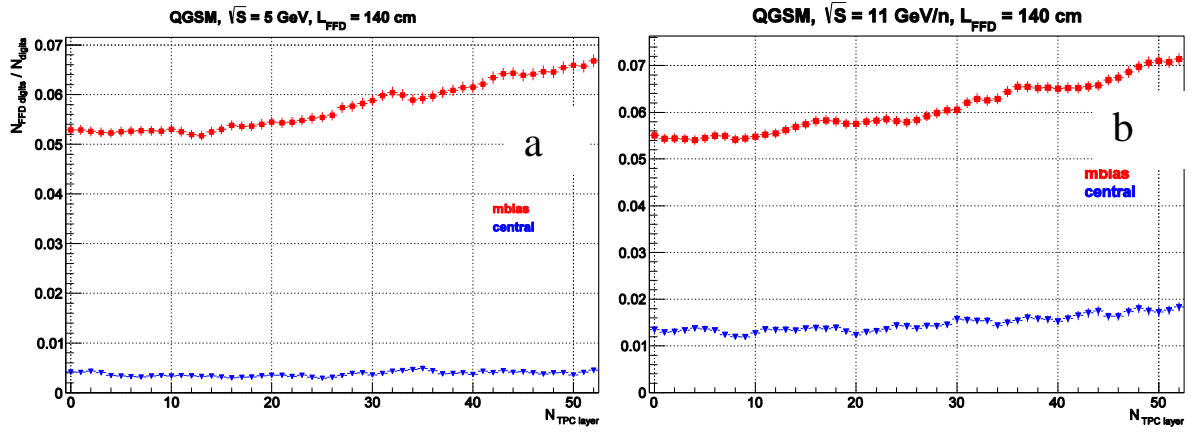 QGSM, √S = 5 GeV, L_FFD = 140 cm
N_FFD digits / N_digits
0.07
0.06
0.05
0.04
0.03
0.02
0.01
0
a
mbias
central
0 10 20 30 40 50
N_TPC layer
QGSM, √S = 11 GeV/n, L_FFD = 140 cm
0.07
0.06
0.05
0.04
0.03
0.02
0.01
0
b
mbias
central
0 10 20 30 40 50
N_TPC layer